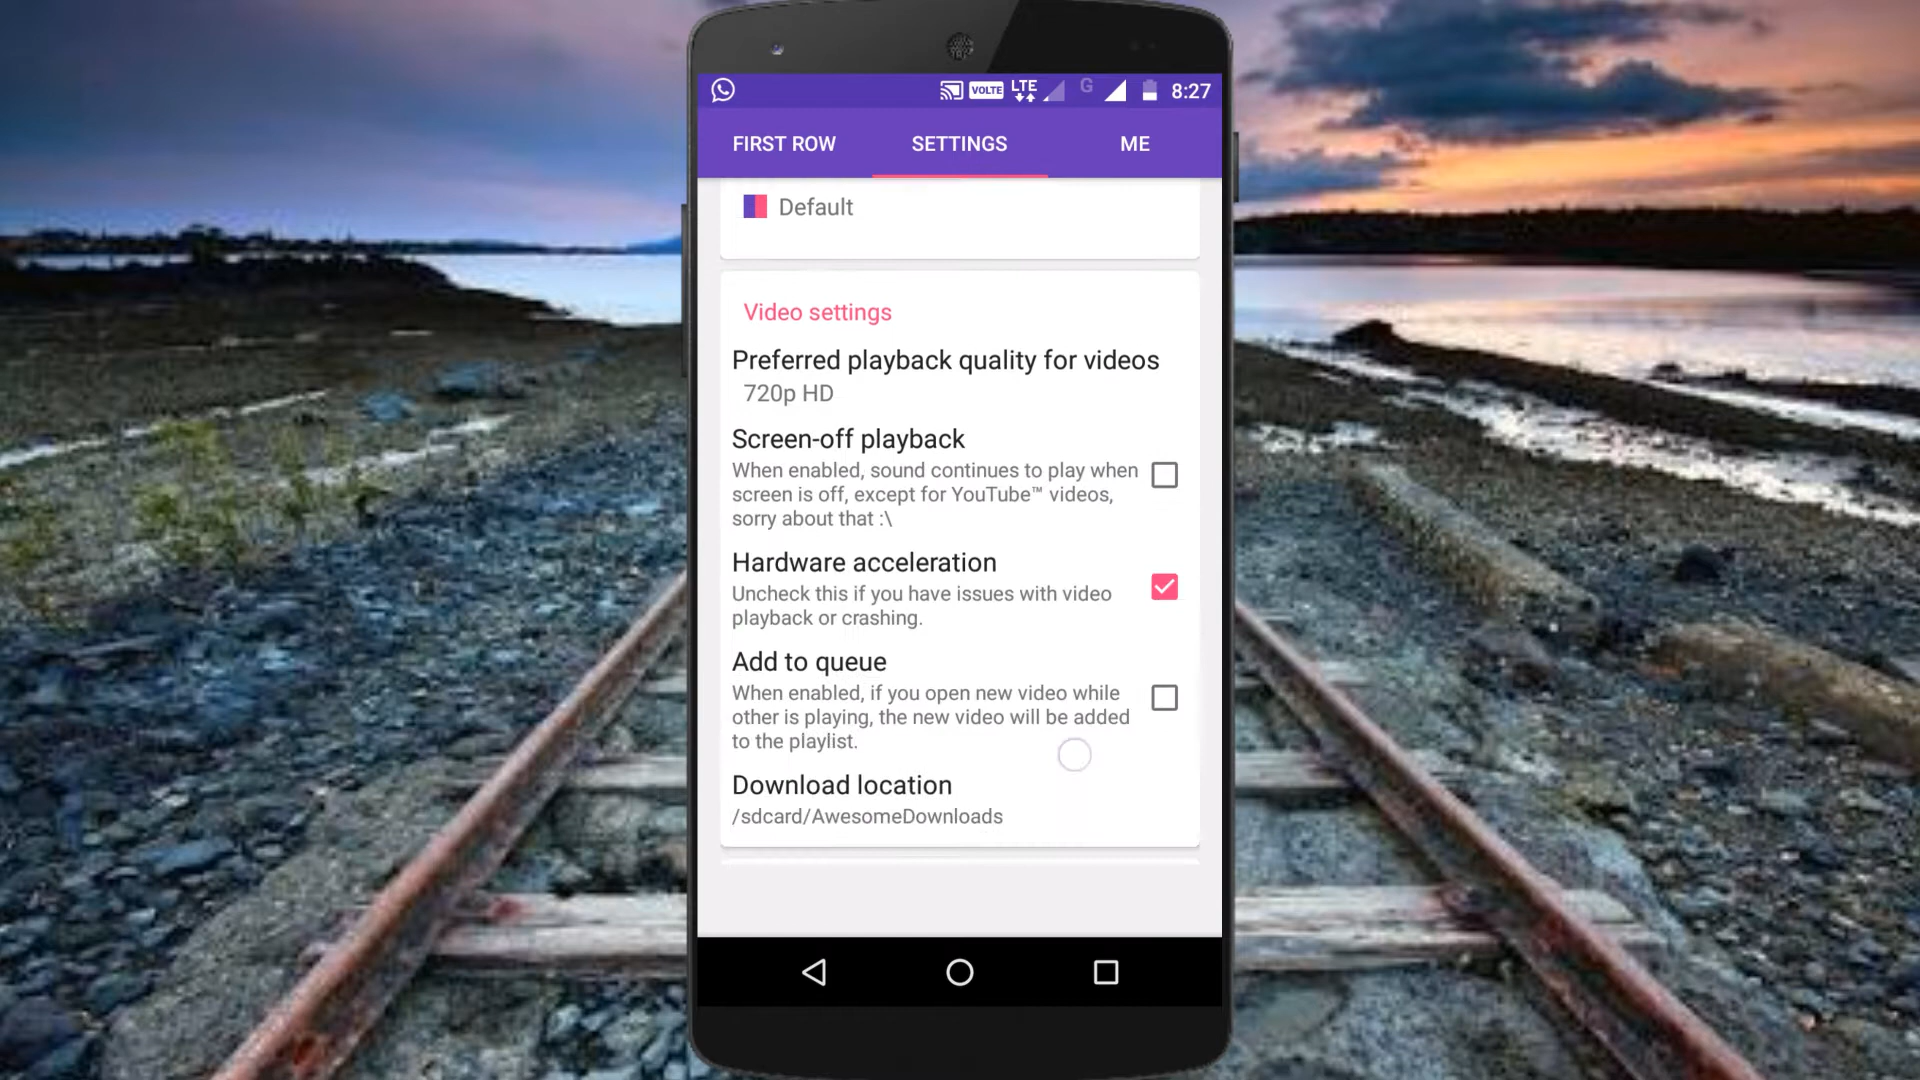 VOLTE LTE G 8:27
FIRST ROW SETTINGS ME
Default
Video settings
Preferred playback quality for videos
720p HD
Screen-off playback
When enabled, sound continues to play when
screen is off, except for YouTube™ videos,
sorry about that :\
Hardware acceleration
Uncheck this if you have issues with video
playback or crashing.
Add to queue
When enabled, if you open new video while
other is playing, the new video will be added
to the playlist.
Download location
/sdcard/AwesomeDownloads